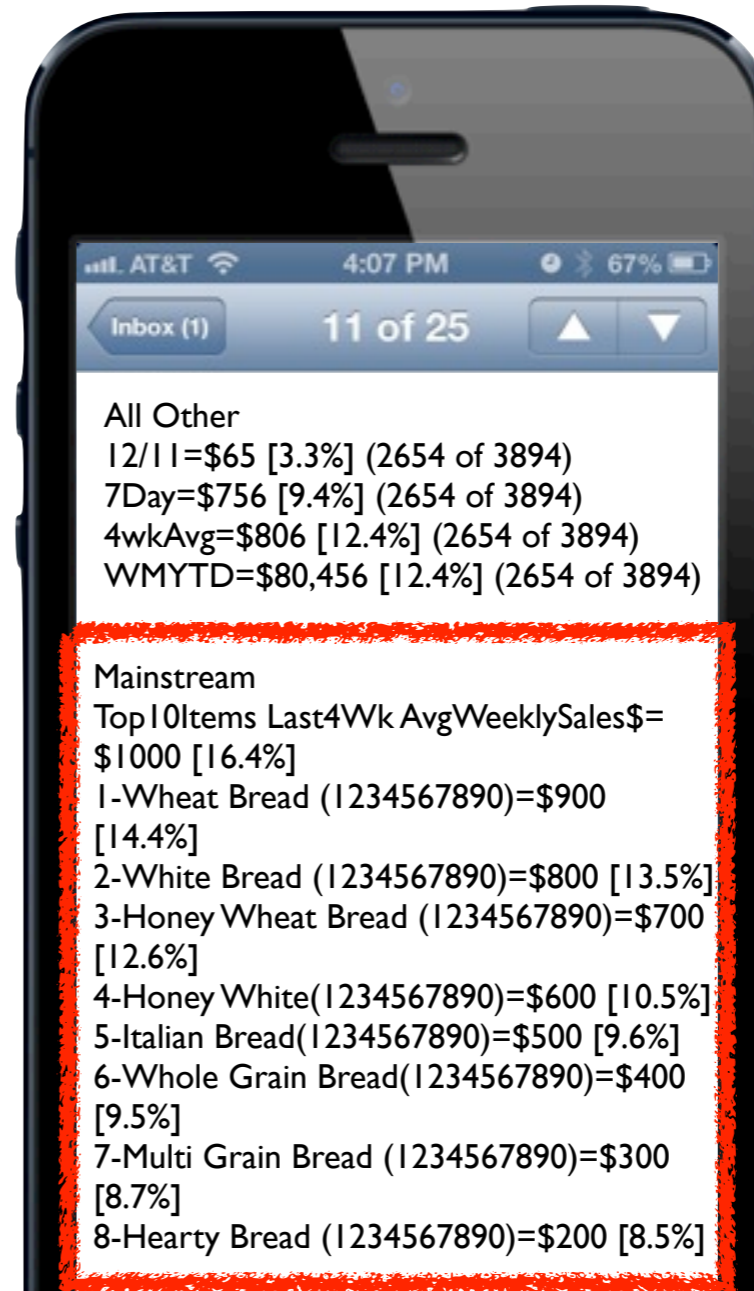 AT&T 4:07 PM 67%
Inbox (1) 11 of 25
All Other
12/11=$65 [3.3%] (2654 of 3894)
7Day=$756 [9.4%] (2654 of 3894)
4wkAvg=$806 [12.4%] (2654 of 3894)
WMYTD=$80,456 [12.4%] (2654 of 3894)
Mainstream
Top10Items Last4Wk AvgWeeklySales$=
$1000 [16.4%]
1-Wheat Bread (1234567890)=$900
[14.4%]
2-White Bread (1234567890)=$800 [13.5%]
3-Honey Wheat Bread (1234567890)=$700
[12.6%]
4-Honey White(1234567890)=$600 [10.5%]
5-Italian Bread(1234567890)=$500 [9.6%]
6-Whole Grain Bread(1234567890)=$400
[9.5%]
7-Multi Grain Bread (1234567890)=$300
[8.7%]
8-Hearty Bread (1234567890)=$200 [8.5%]